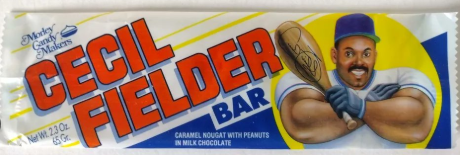 Morley
Candy
Makers
CECIL
FIELDER
BAR
Net Wt. 2.3 Oz.
65 Gr.
CARAMEL NOUGAT WITH PEANUTS
IN MILK CHOCOLATE